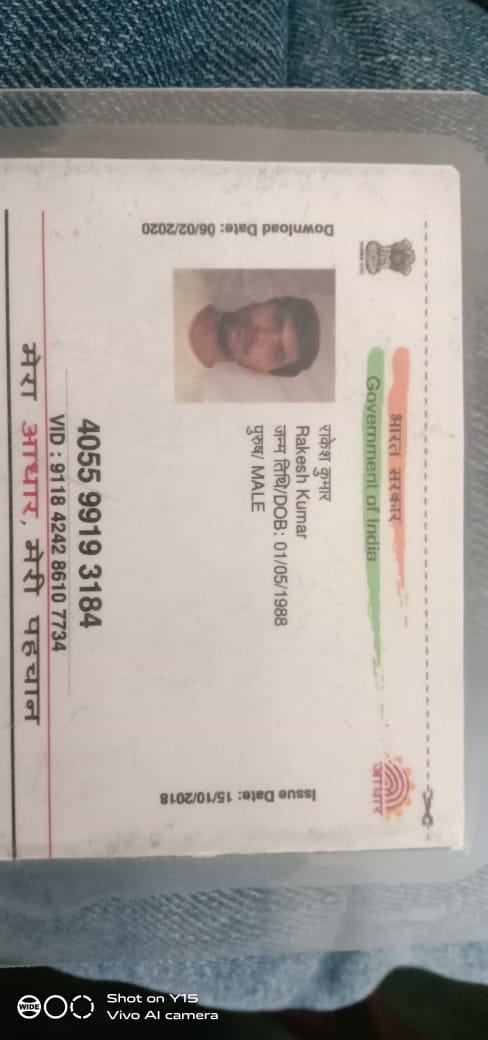 भारत सरकार
Government of India
आधार
Download Date: 06/02/2020
राकेश कुमार
Rakesh Kumar
जन्म तिथि/DOB: 01/05/1988
पुरुष/ MALE
Issue Date: 15/10/2018
4055 9919 3184
VID : 9118 4242 8610 7734
मेरा आधार, मेरी पहचान
WIDE
Shot on Y15
Vivo AI camera